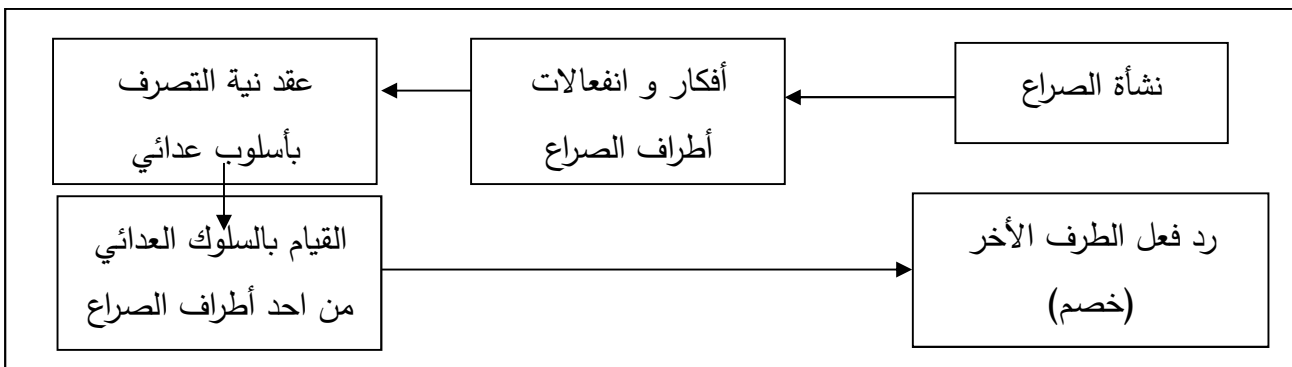 نشأة الصراع
أفكار و انفعالات
أطراف الصراع
عقد نية التصرف
بأسلوب عدائي
القيام بالسلوك العدائي
من احد أطراف الصراع
رد فعل الطرف الأخر
(خصم)